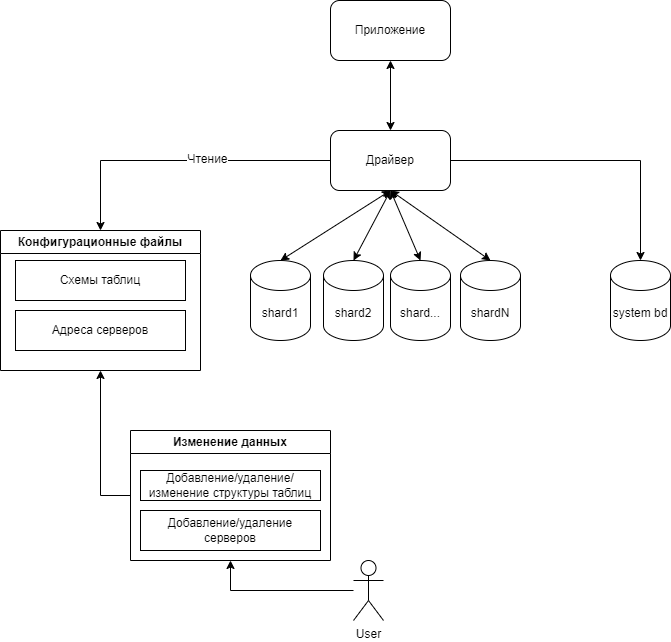 Приложение
Чтение
Драйвер
Конфигурационные файлы
Схемы таблиц
Адреса серверов
shard1
shard2
shard...
shardN
system bd
Изменение данных
Добавление/удаление/
изменение структуры таблиц
Добавление/удаление
серверов
User